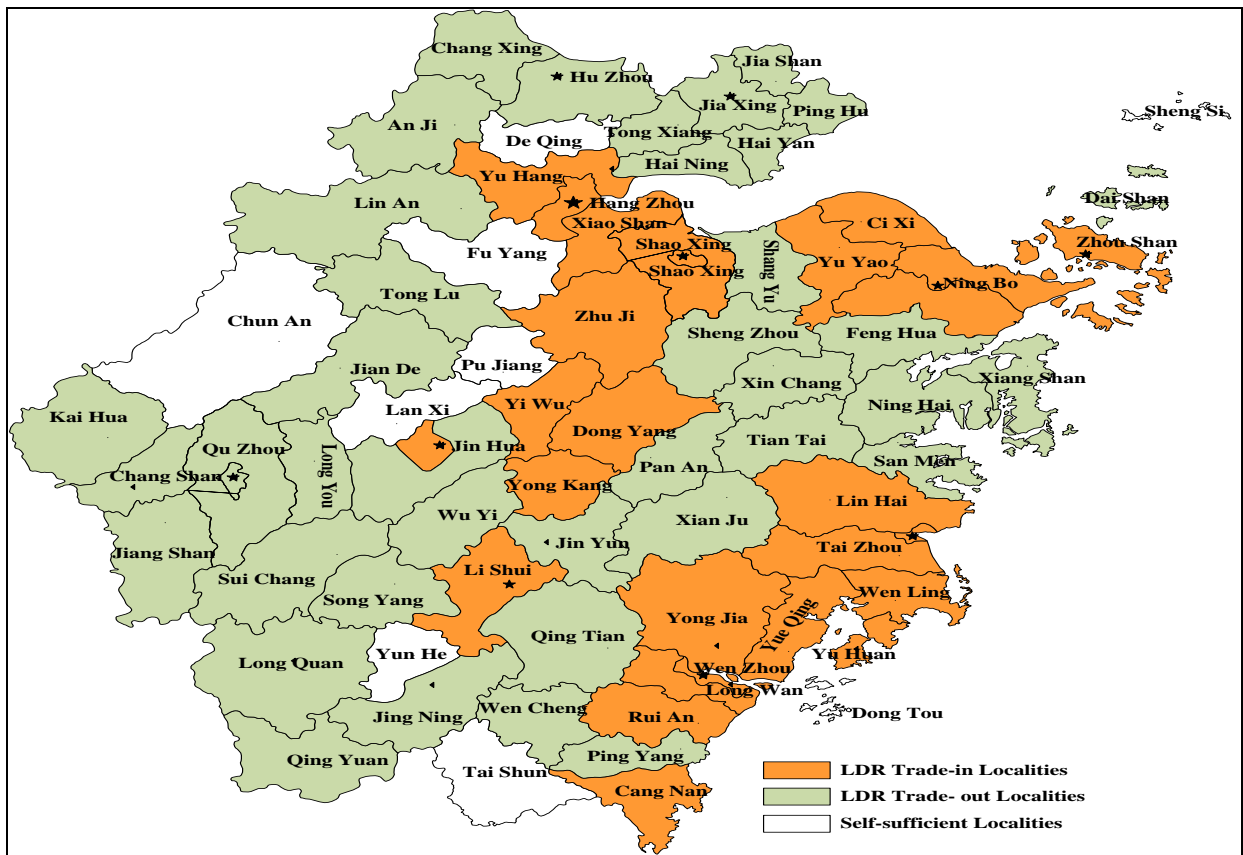 Chang Xing
Jia Shan
Hu Zhou
Jia Xing
Ping Hu
Sheng Si
An Ji
De Qing
Tong Xiang
Hai Yan
Hai Ning
Yu Hang
Lin An
Hang Zhou
Dai Shan
Xiao Shan
Ci Xi
Shao Xing
Zhou Shan
Fu Yang
Shang Yu
Yu Yao
Shao Xing
Ning Bo
Tong Lu
Chun An
Zhu Ji
Sheng Zhou
Feng Hua
Pu Jiang
Jian De
Xin Chang
Xiang Shan
Lan Xi
Yi Wu
Ning Hai
Kai Hua
Dong Yang
Tian Tai
Qu Zhou
Jin Hua
San Men
Chang Shan
Long You
Pan An
Yong Kang
Lin Hai
Wu Yi
Xian Ju
Jiang Shan
Jin Yun
Tai Zhou
Li Shui
Sui Chang
Wen Ling
Song Yang
Yong Jia
Yue Qing
Qing Tian
Yu Huan
Long Quan
Yun He
Wen Zhou
Long Wan
Wen Cheng
Dong Tou
Jing Ning
Rui An
Ping Yang
Qing Yuan
Tai Shun
Cang Nan
LDR Trade-in Localities
LDR Trade- out Localities
Self-sufficient Localities